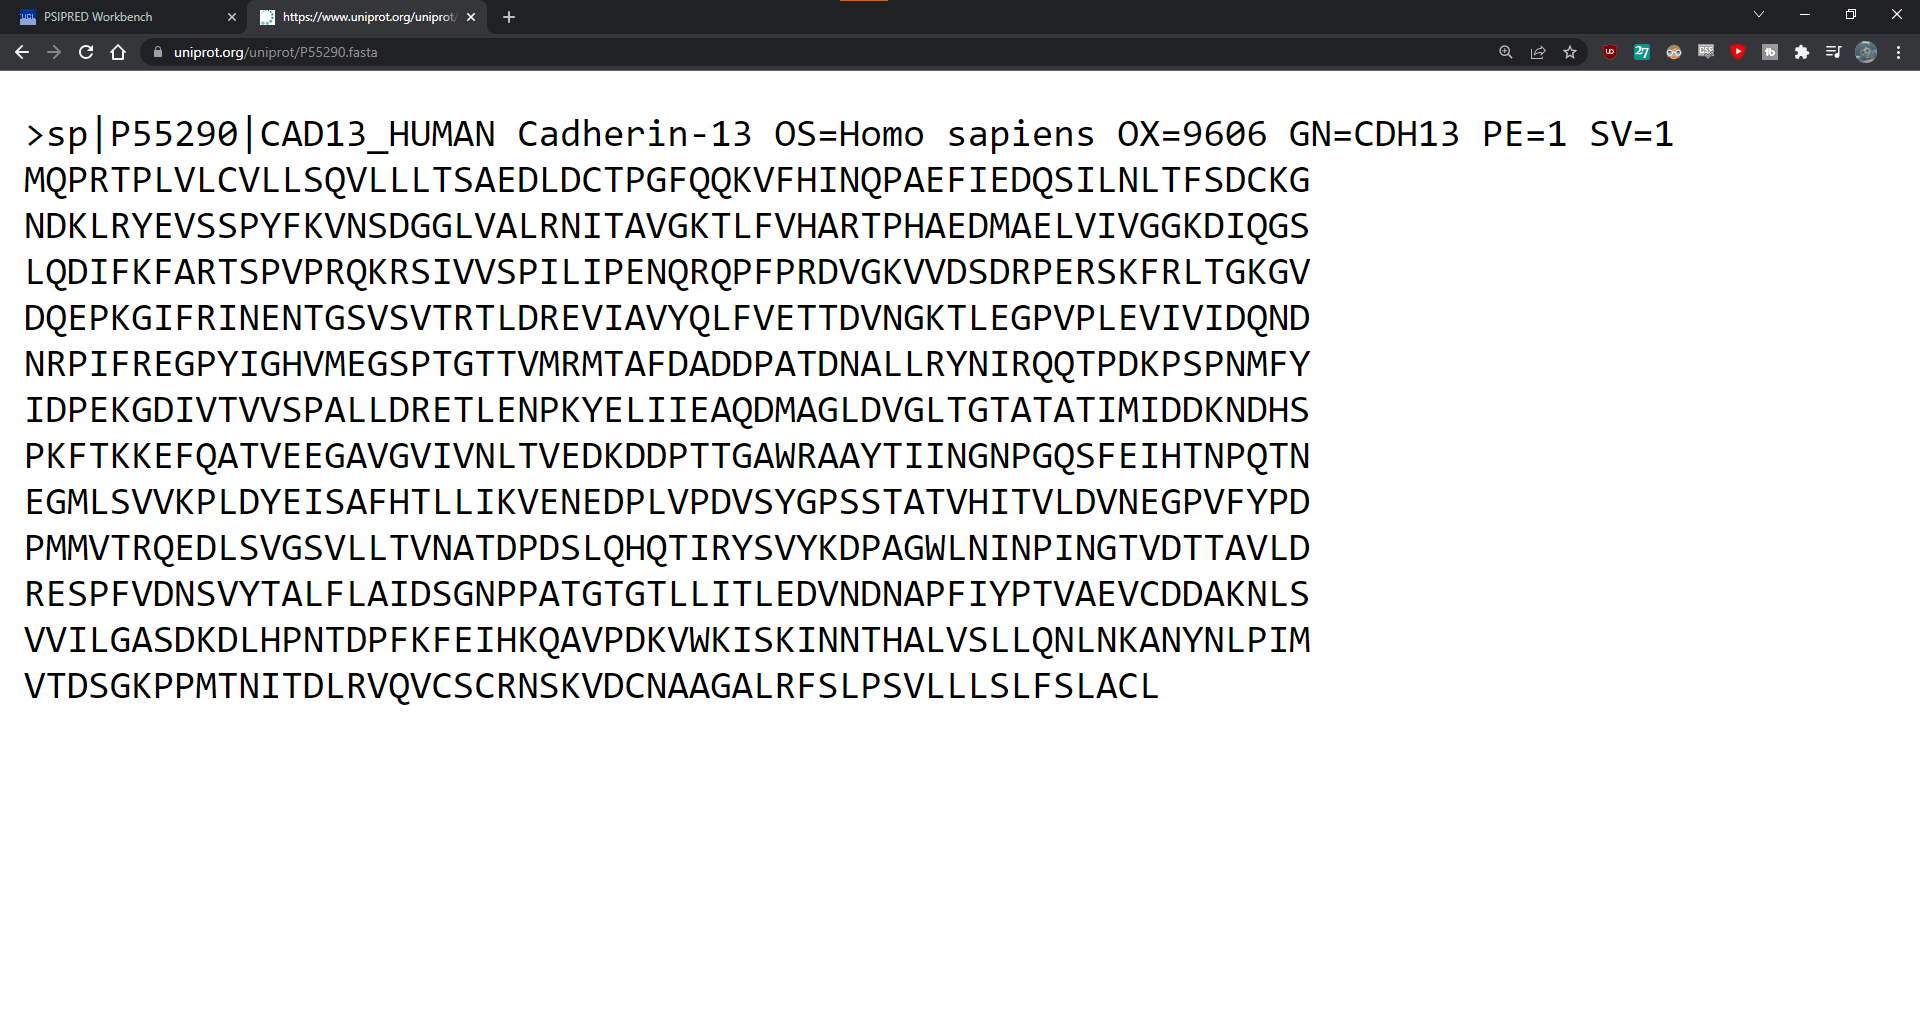 PSIPRED Workbench
https://www.uniprot.org/uniprot/
uniprot.org/uniprot/P55290.fasta
>sp|P55290|CAD13_HUMAN Cadherin-13 OS=Homo sapiens OX=9606 GN=CDH13 PE=1 SV=1
MQPRTPLVLCVLLSQVLLLTSAEDLDCTPGFQQKVFHINQPAEFIEDQSILNLTFSDCKG
NDKLRYEVSSPYFKVNSDGGLVALRNITAVGKTLFVHARTPHAEDMAELVIVGGKDIQGS
LQDIFKFARTSPVPRQKRSIVVSPILIPENQRQPFPRDVGKVVDSDRPERSKFRLTGKGV
DQEPKGIFRINENTGSVSVTRTLDREVIAVYQLFVETTDVNGKTLEGPVPLEVIVIDQND
NRPIFREGPYIGHVMEGSPTGTTVMRMTAFDADDPATDNALLRYNIRQQTPDKPSPNMFY
IDPEKGDIVTVVSPALLDRETLENPKYELIIEAQDMAGLDVGLTGTATATIMIDDKNDHS
PKFTKKEFQATVEEGAVGVIVNLTVEDKDDPTTGAWRAAYTIINGNPGQSFEIHTNPQTN
EGMLSVVKPLDYEISAFHTLLIKVENEDPLVPDVSYGPSSTATVHITVLDVNEGPVFYPD
PMMVTRQEDLSVGSVLLTVNATDPDSLQHQTIRYSVYKDPAGWLNINPINGTVDTTAVLD
RESPFVDNSVYTALFLAIDSGNPPATGTGTLLITLEDVNDNAPFIYPTVAEVCDDAKNLS
VVILGASDKDLHPNTDPFKFEIHKQAVPDKVWKISKINNTHALVSLLQNLNKANYNLPIM
VTDSGKPPMTNITDLRVQVCSCRNSKVDCNAAGALRFSLPSVLLLSLFSLACL